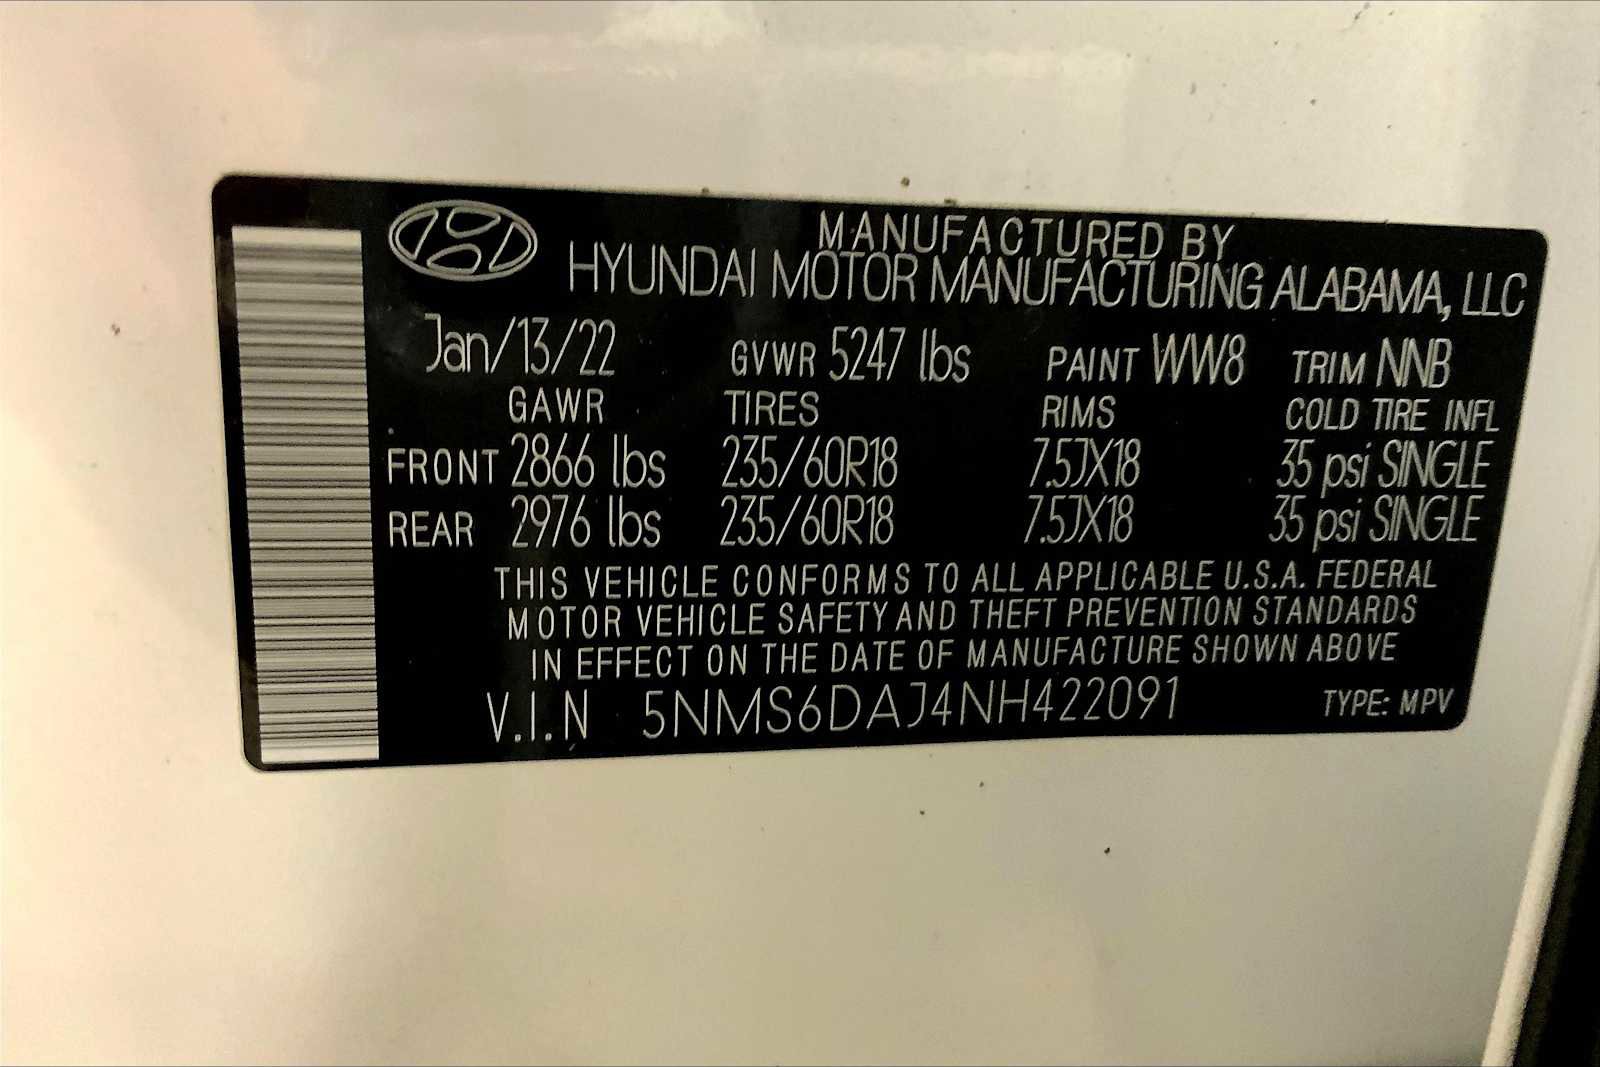 MANUFACTURED BY
HYUNDAI MOTOR MANUFACTURING ALABAMA, LLC
Jan/13/22 GVWR 5247 lbs PAINT WW8 TRIM NNB
GAWR TIRES RIMS COLD TIRE INFL
FRONT 2866 lbs 235/60R18 7.5JX18 35 psi SINGLE
REAR 2976 lbs 235/60R18 7.5JX18 35 psi SINGLE
THIS VEHICLE CONFORMS TO ALL APPLICABLE U.S.A. FEDERAL
MOTOR VEHICLE SAFETY AND THEFT PREVENTION STANDARDS
IN EFFECT ON THE DATE OF MANUFACTURE SHOWN ABOVE
V.I.N 5NMS6DAJ4NH422091 TYPE: MPV